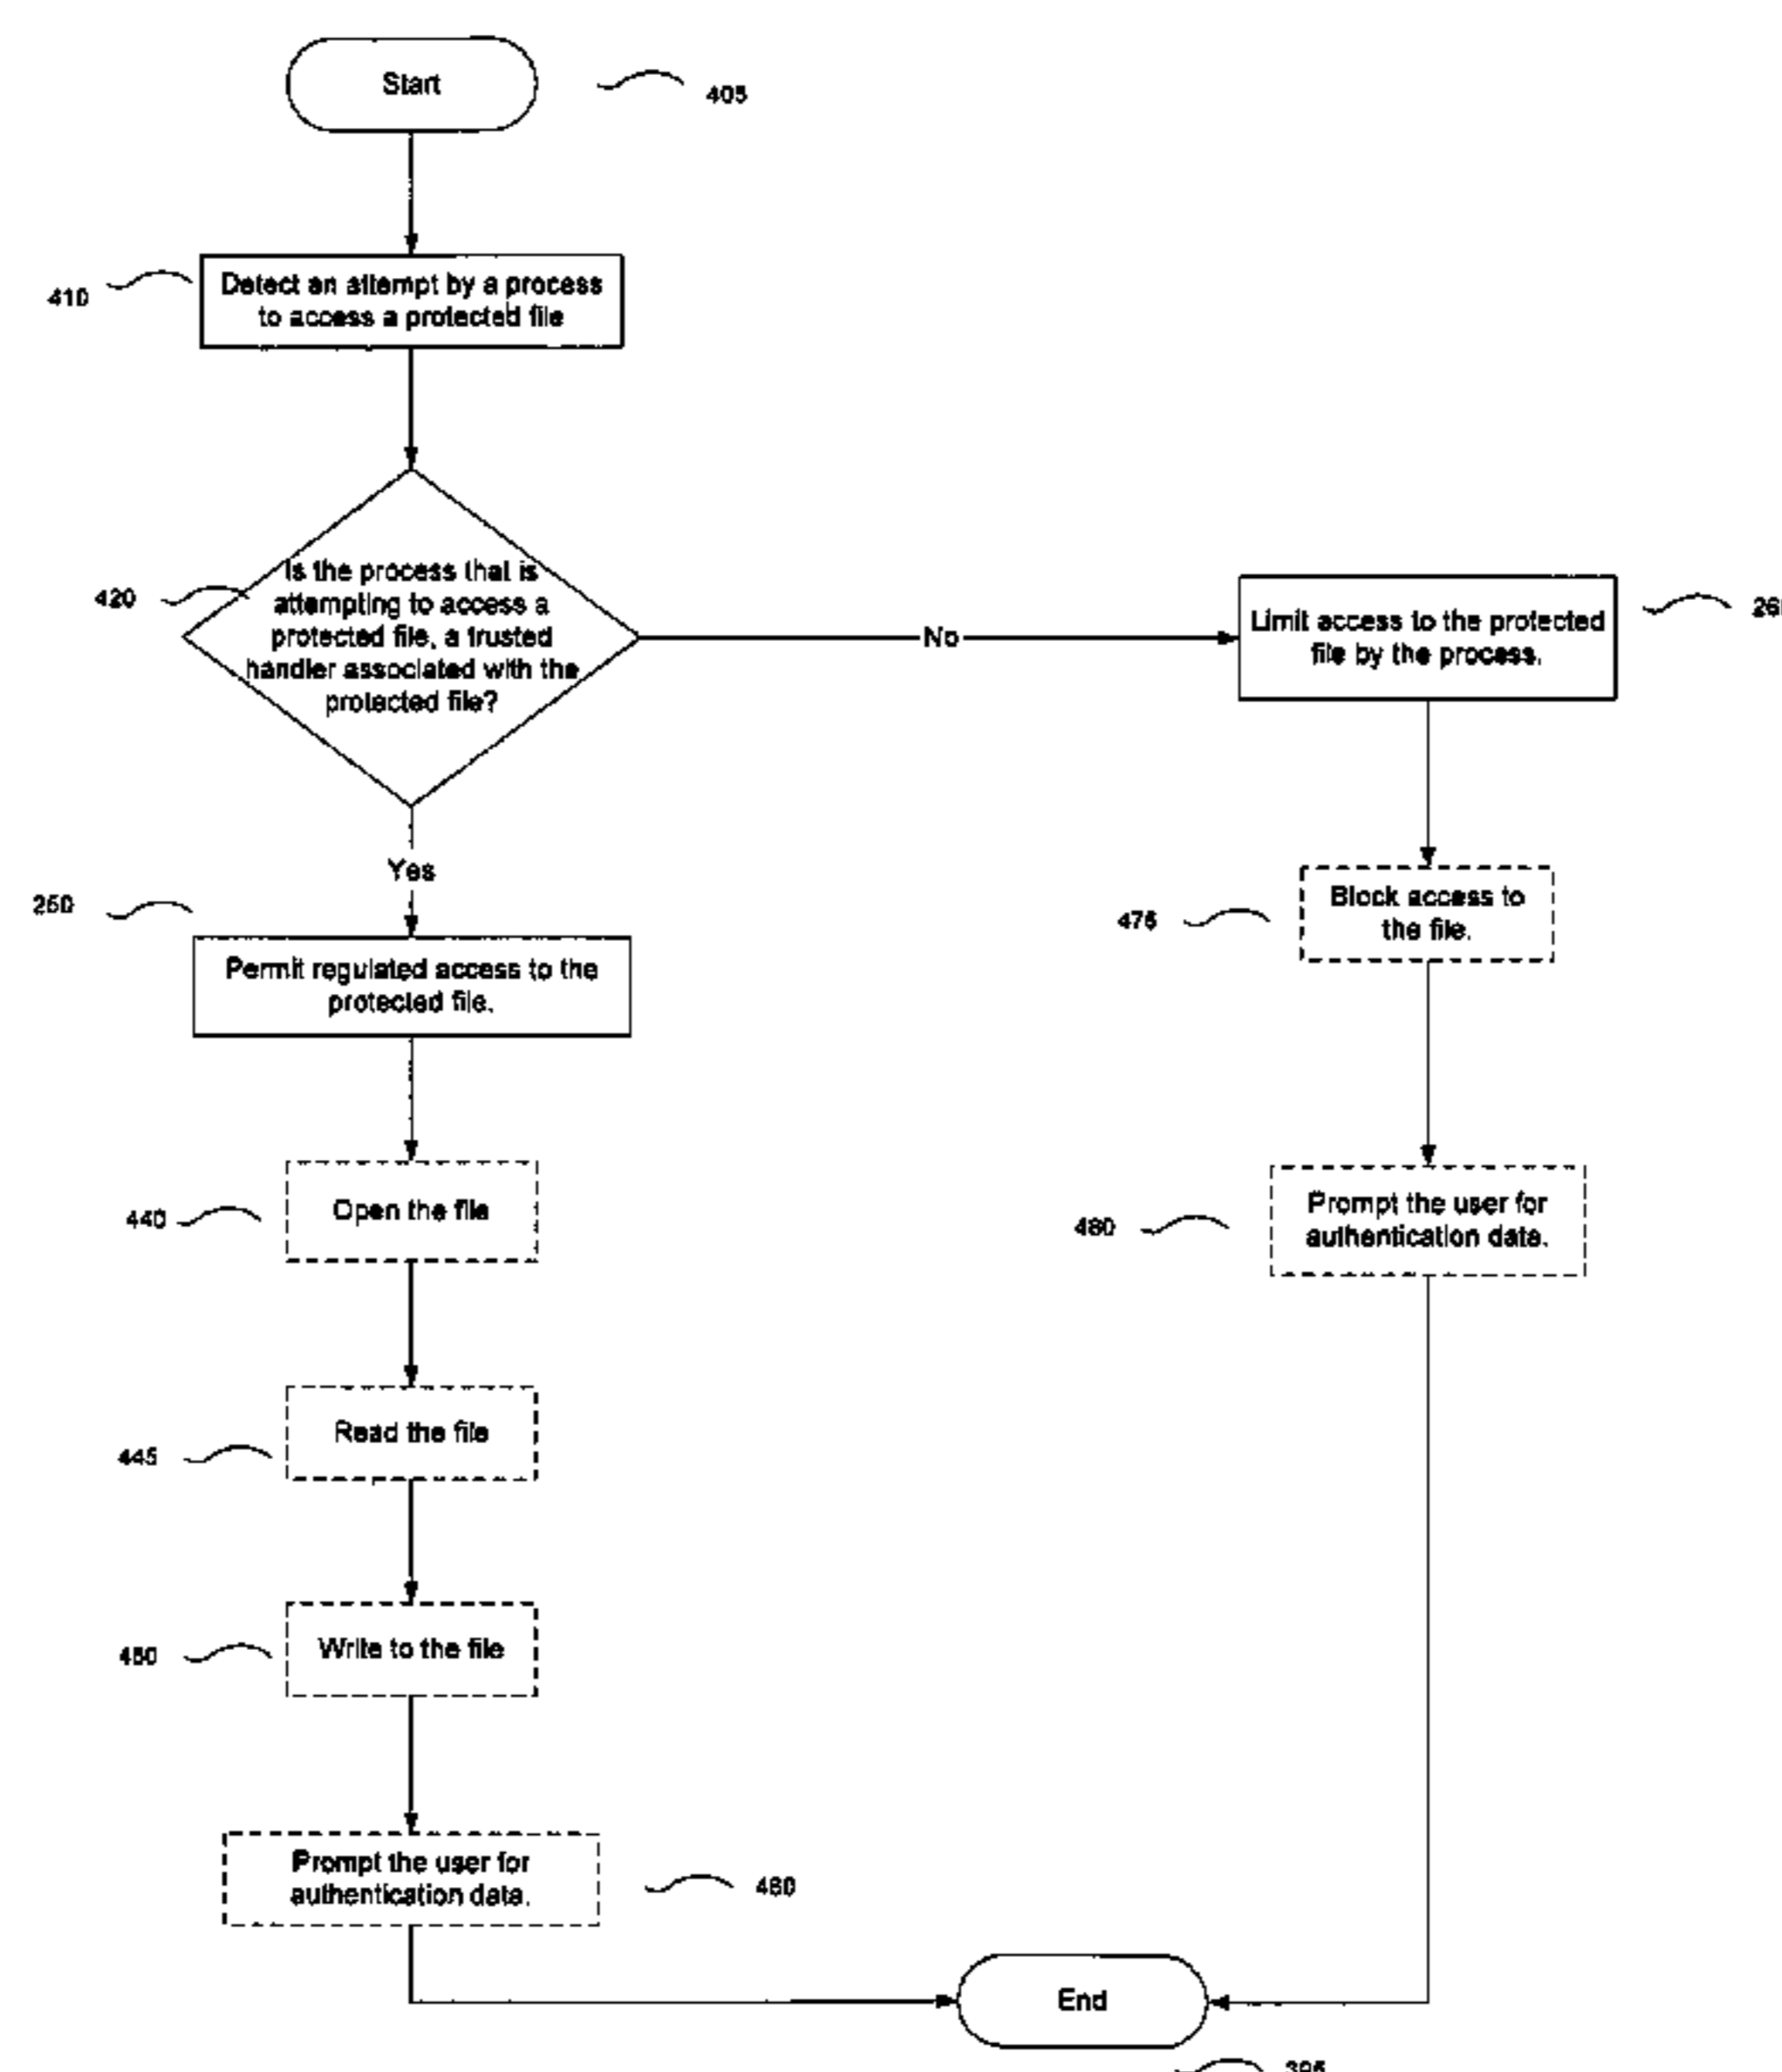 Start
405
410
Detect an attempt by a process
to access a protected file
420
Is the process that is
attempting to access a
protected file, a trusted
handler associated with the
protected file?
No
Limit access to the protected
file by the process.
Yes
250
Permit regulated access to the
protected file.
475
Block access to
the file.
440
Open the file
480
Prompt the user for
authentication data.
445
Read the file
Write to the file
Prompt the user for
authentication data.
End
395